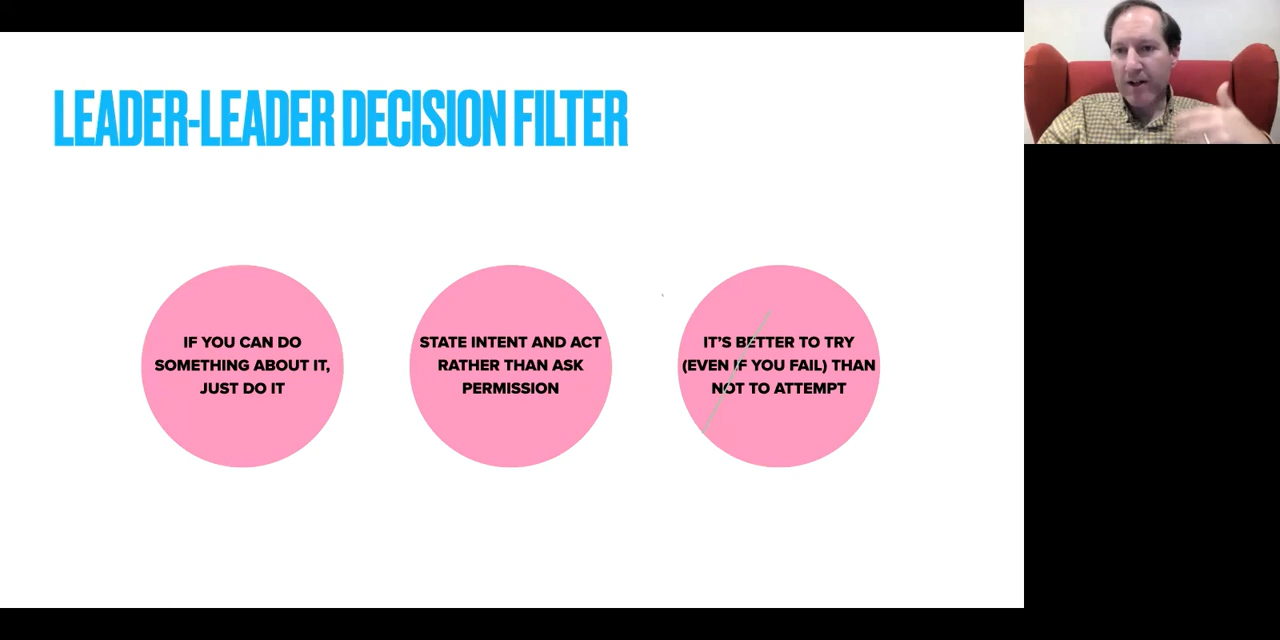 LEADER-LEADER DECISION FILTER
IF YOU CAN DO
SOMETHING ABOUT IT,
JUST DO IT
STATE INTENT AND ACT
RATHER THAN ASK
PERMISSION
IT'S BETTER TO TRY
(EVEN IF YOU FAIL) THAN
NOT TO ATTEMPT